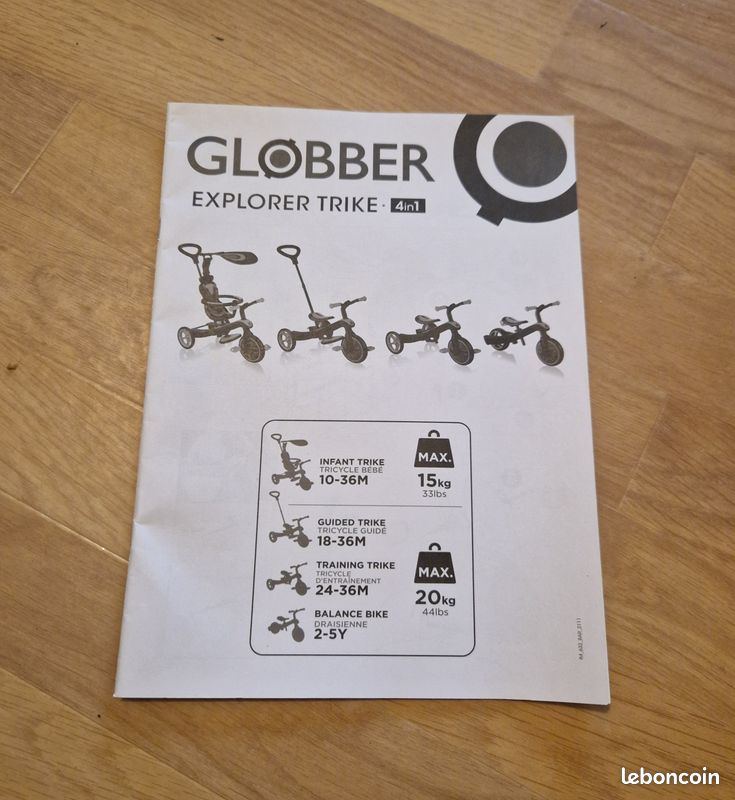 GLOBBER
EXPLORER TRIKE · 4in1
INFANT TRIKE
TRICYCLE BÉBÉ
10-36M
MAX.
15kg
33lbs
GUIDED TRIKE
TRICYCLE GUIDÉ
18-36M
TRAINING TRIKE
TRICYCLE
D'ENTRAÎNEMENT
24-36M
MAX.
20kg
44lbs
BALANCE BIKE
DRAISIENNE
2-5Y
leboncoin